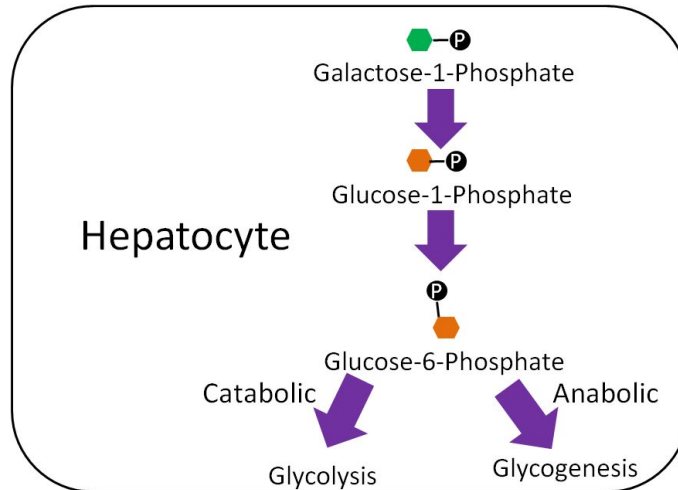 P
Galactose-1-Phosphate
P
Glucose-1-Phosphate
Hepatocyte
P
Glucose-6-Phosphate
Catabolic
Anabolic
Glycolysis
Glycogenesis